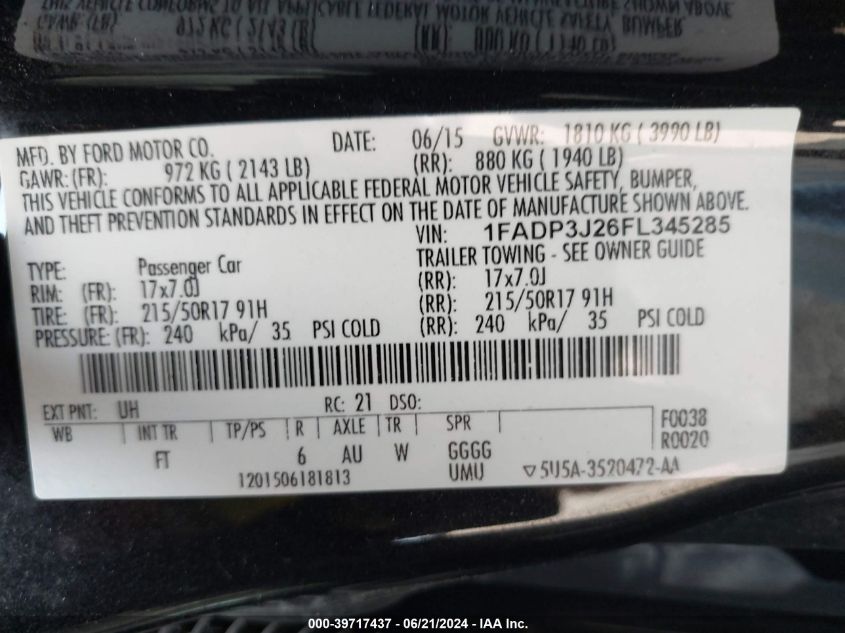 MFD. BY FORD MOTOR CO. DATE: 06/15 GVWR: 1810 KG ( 3990 LB)
GAWR: (FR): 972 KG ( 2143 LB) (RR): 880 KG ( 1940 LB)
THIS VEHICLE CONFORMS TO ALL APPLICABLE FEDERAL MOTOR VEHICLE SAFETY, BUMPER,
AND THEFT PREVENTION STANDARDS IN EFFECT ON THE DATE OF MANUFACTURE SHOWN ABOVE.
VIN: 1FADP3J26FL345285
TYPE: Passenger Car TRAILER TOWING - SEE OWNER GUIDE
RIM: (FR): 17x7.0J (RR): 17x7.0J
TIRE: (FR): 215/50R17 91H (RR): 215/50R17 91H
PRESSURE: (FR): 240 kPa/ 35 PSI COLD (RR): 240 kPa/ 35 PSI COLD
EXT PNT: UH RC: 21 DSO: F0038
WB INT TR TP/PS R AXLE TR SPR R0020
FT 6 AU W GGGG
1201506181813 UMU ▽5U5A-3520472-AA
000-39717437 - 06/21/2024 - IAA Inc.